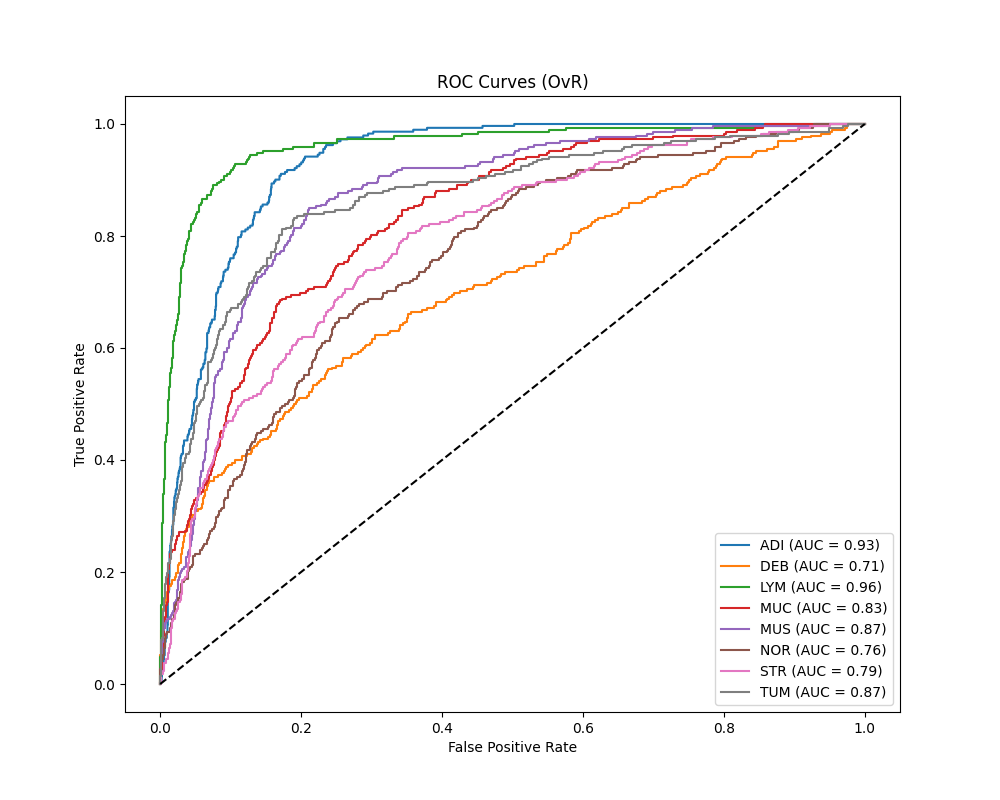 ROC Curves (OvR)
True Positive Rate
1.0
0.8
0.6
0.4
0.2
0.0
ADI (AUC = 0.93)
DEB (AUC = 0.71)
LYM (AUC = 0.96)
MUC (AUC = 0.83)
MUS (AUC = 0.87)
NOR (AUC = 0.76)
STR (AUC = 0.79)
TUM (AUC = 0.87)
0.0 0.2 0.4 0.6 0.8 1.0
False Positive Rate